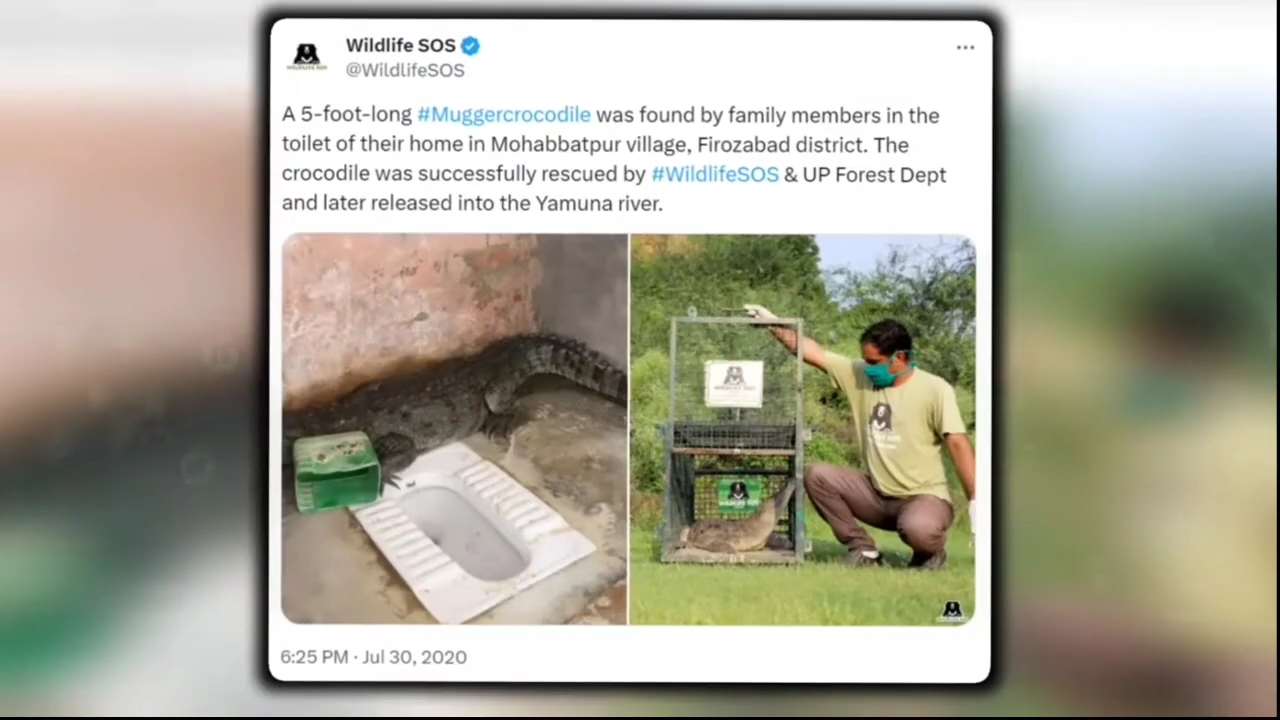 Wildlife SOS
@WildlifeSOS
A 5-foot-long #Muggercrocodile was found by family members in the
toilet of their home in Mohabbatpur village, Firozabad district. The
crocodile was successfully rescued by #WildlifeSOS & UP Forest Dept
and later released into the Yamuna river.
WILDLIFE SOS
6:25 PM · Jul 30, 2020